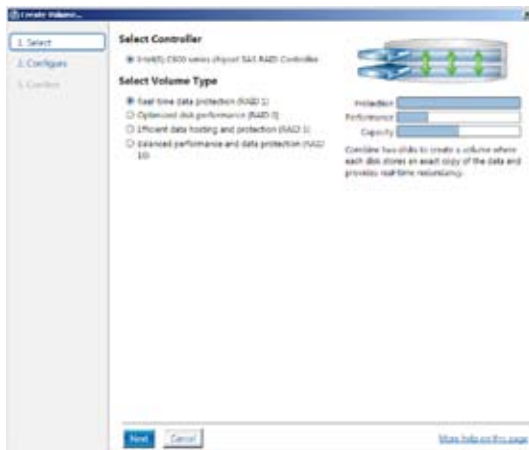 Create Volume...
1. Select
2. Configure
3. Confirm
Select Controller
Intel(R) C600 series chipset SAS RAID Controller
Select Volume Type
Real-time data protection (RAID 1)
Optimized disk performance (RAID 0)
Efficient data hosting and protection (RAID 5)
Balanced performance and data protection (RAID
10)
Protection
Performance
Capacity
Combine two disks to create a volume where
each disk stores an exact copy of the data and
provides real-time redundancy.
Next
Cancel
More help on this page